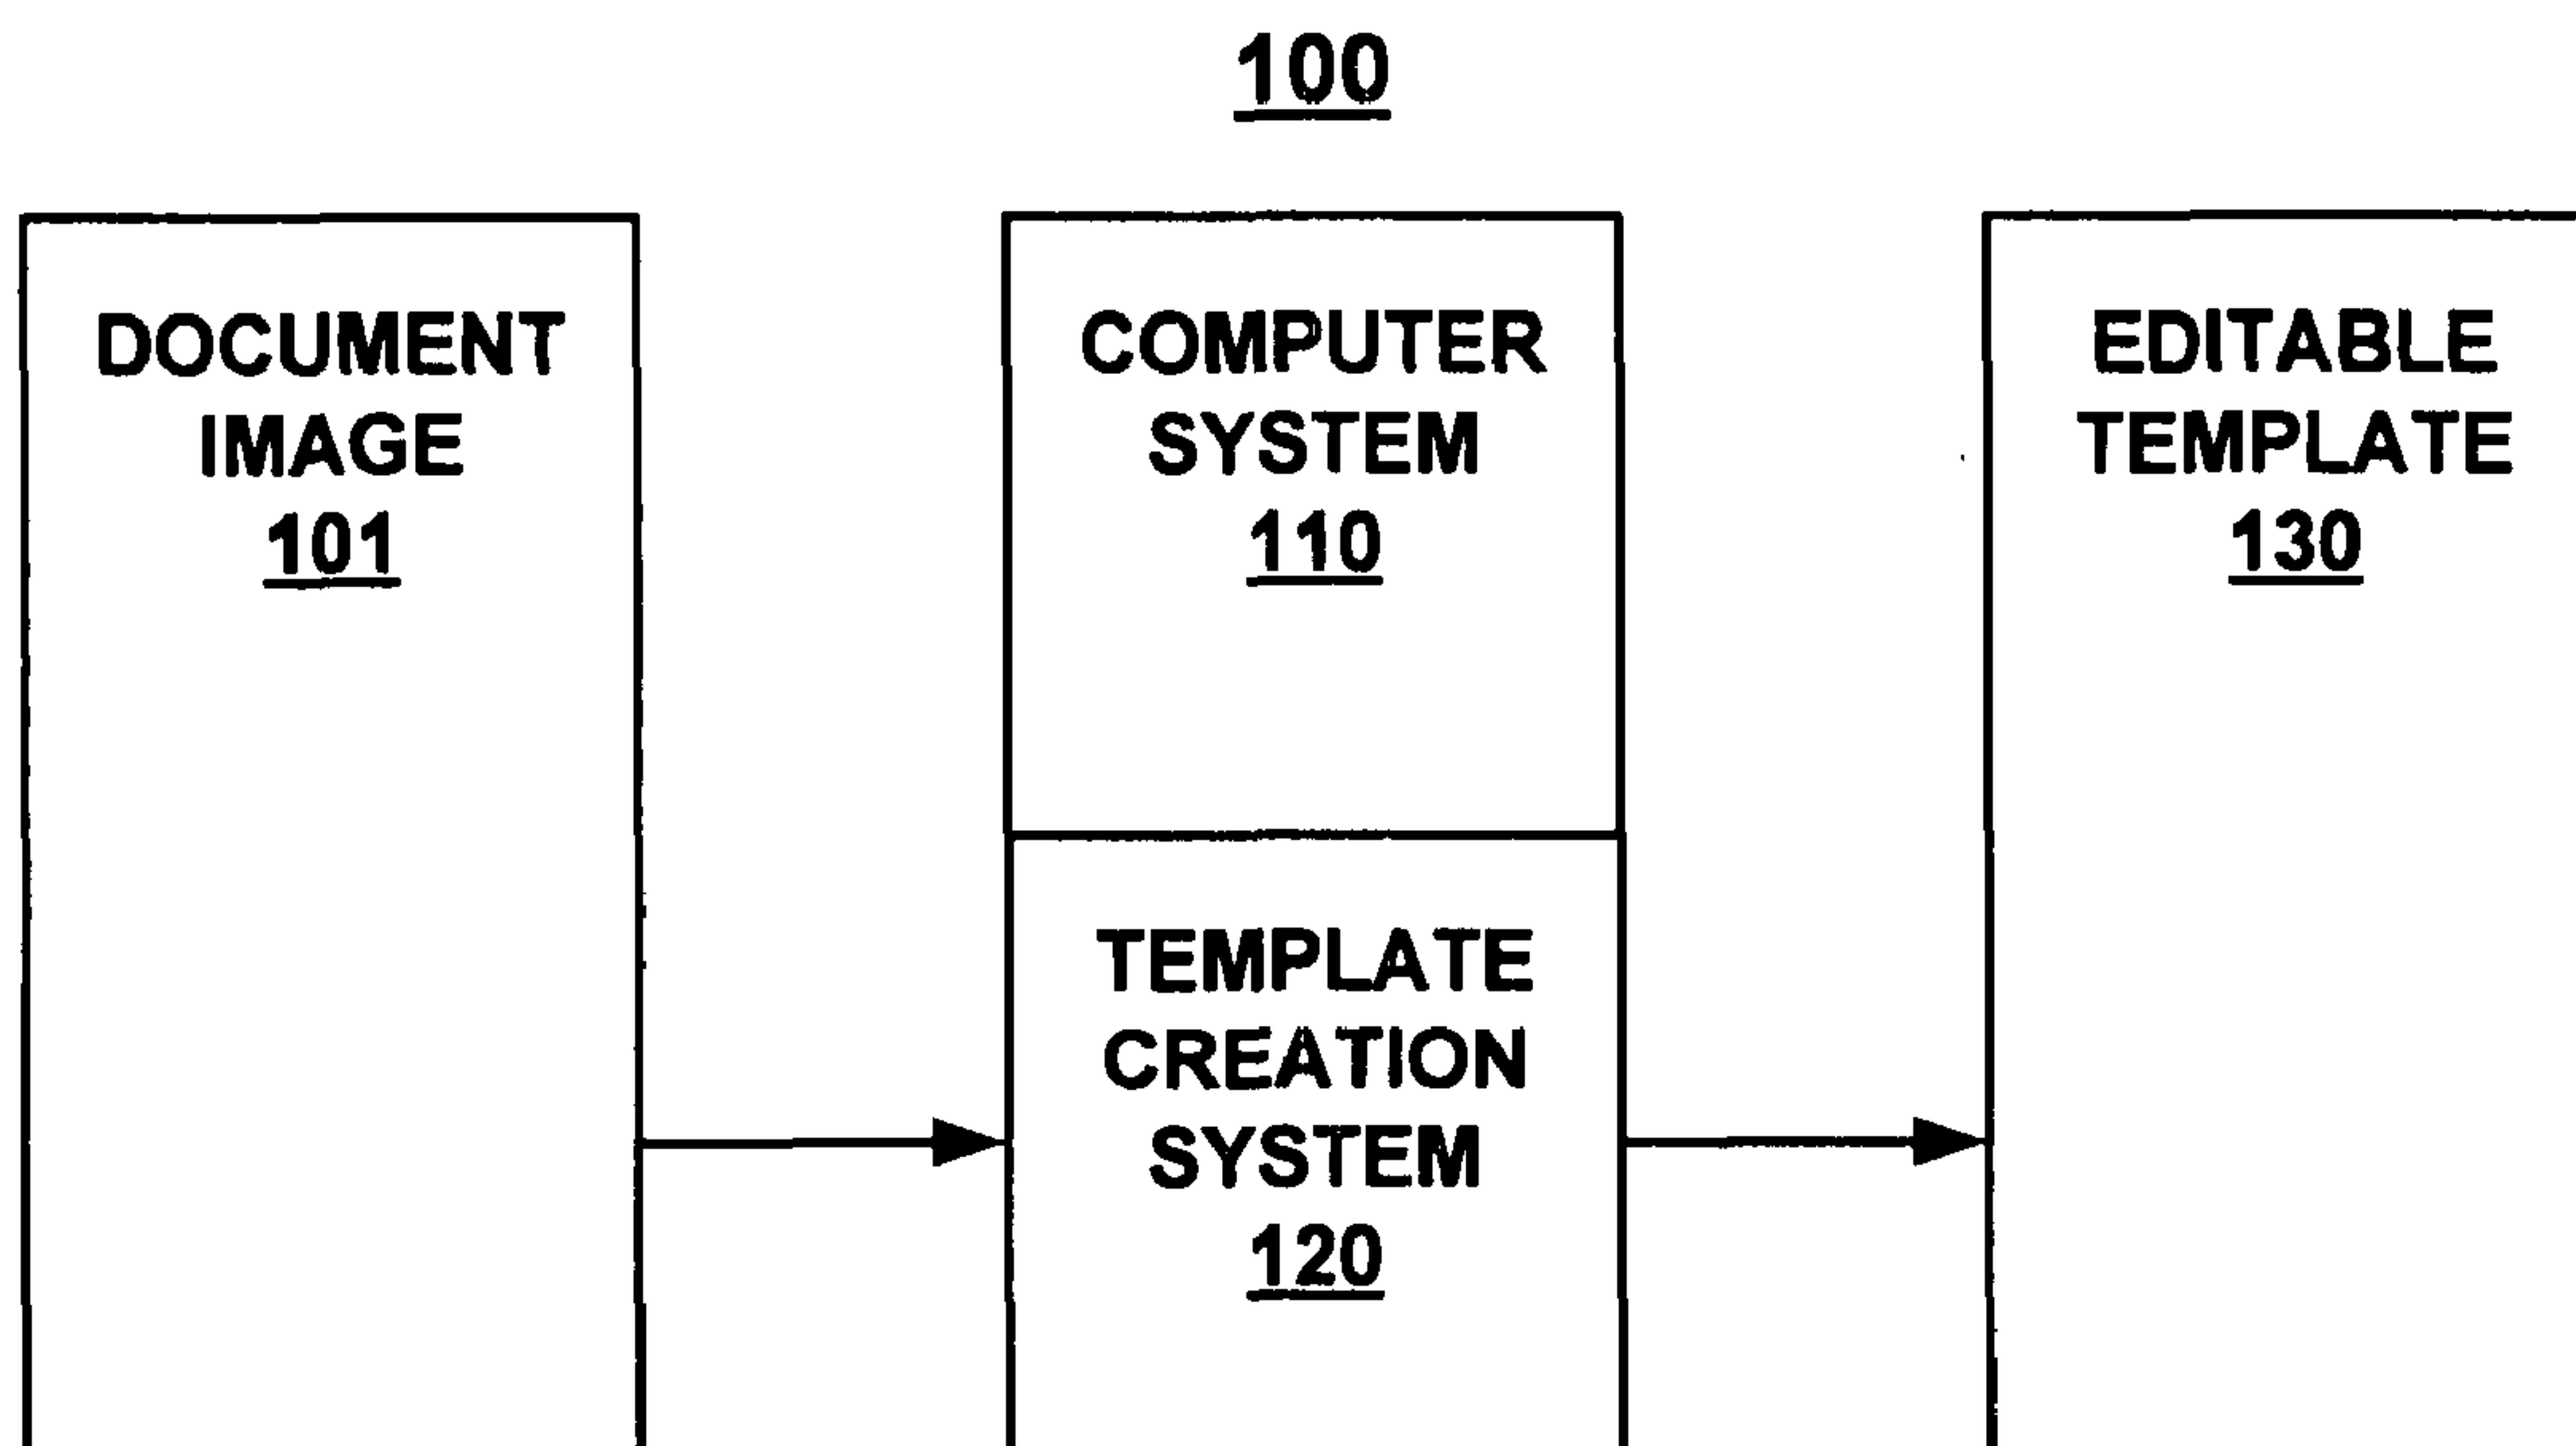 100
DOCUMENT
IMAGE
101
COMPUTER
SYSTEM
110
TEMPLATE
CREATION
SYSTEM
120
EDITABLE
TEMPLATE
130